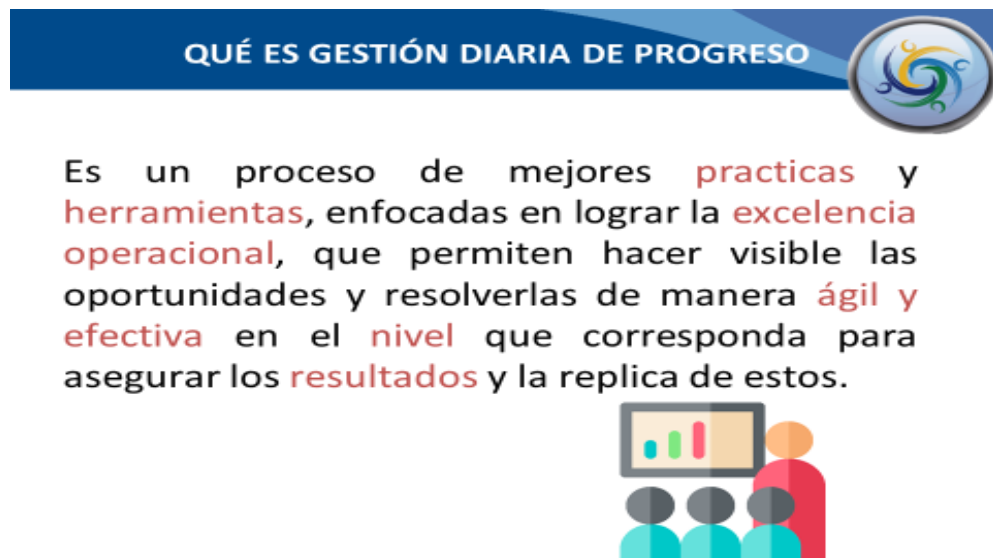 QUÉ ES GESTIÓN DIARIA DE PROGRESO
Es un proceso de mejores practicas y
herramientas, enfocadas en lograr la excelencia
operacional, que permiten hacer visible las
oportunidades y resolverlas de manera ágil y
efectiva en el nivel que corresponda para
asegurar los resultados y la replica de estos.